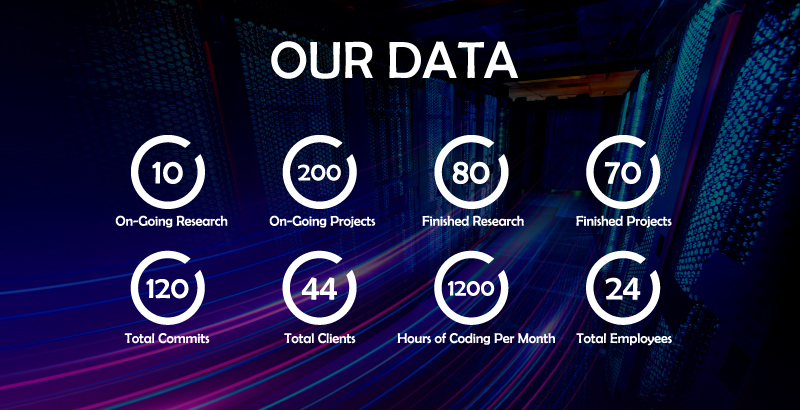 OUR DATA
10
200
80
70
On-Going Research
On-Going Projects
Finished Research
Finished Projects
120
44
1200
24
Total Commits
Total Clients
Hours of Coding Per Month
Total Employees